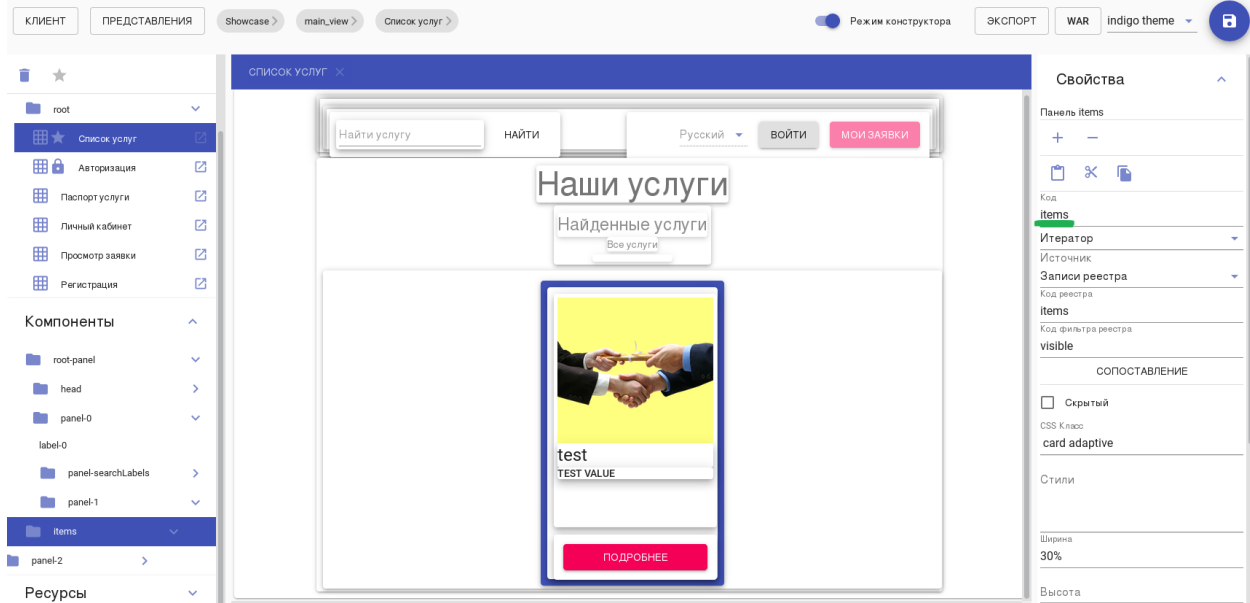 КЛИЕНТ ПРЕДСТАВЛЕНИЯ Showcase main_view Список услуг Режим конструктора ЭКСПОРТ WAR indigo theme
root
Список услуг
Авторизация
Паспорт услуги
Личный кабинет
Просмотр заявки
Регистрация
Компоненты
root-panel
head
panel-0
label-0
panel-searchLabels
panel-1
items
panel-2
Ресурсы
СПИСОК УСЛУГ
Найти услугу НАЙТИ Русский ВОЙТИ МОИ ЗАЯВКИ
Наши услуги
Найденные услуги
Все услуги
test
TEST VALUE
ПОДРОБНЕЕ
Свойства
Панель items
Код
items
Итератор
Источник
Записи реестра
Код реестра
items
Код фильтра реестра
visible
СОПОСТАВЛЕНИЕ
Скрытый
CSS Класс
card adaptive
Стили
Ширина
30%
Высота